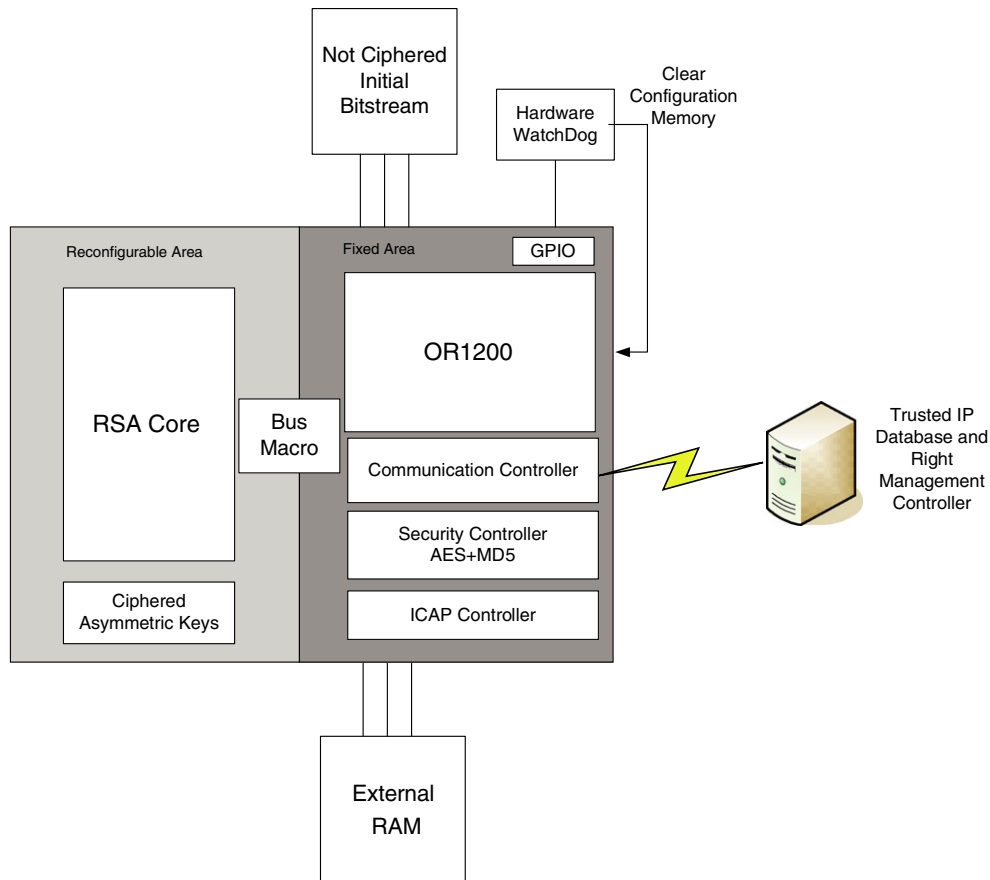 Not Ciphered
Initial
Bitstream
Hardware
WatchDog
Clear
Configuration
Memory
Reconfigurable Area
Fixed Area
GPIO
OR1200
RSA Core
Bus
Macro
Communication Controller
Trusted IP
Database and
Right
Management
Controller
Security Controller
AES+MD5
Ciphered
Asymmetric Keys
ICAP Controller
External
RAM